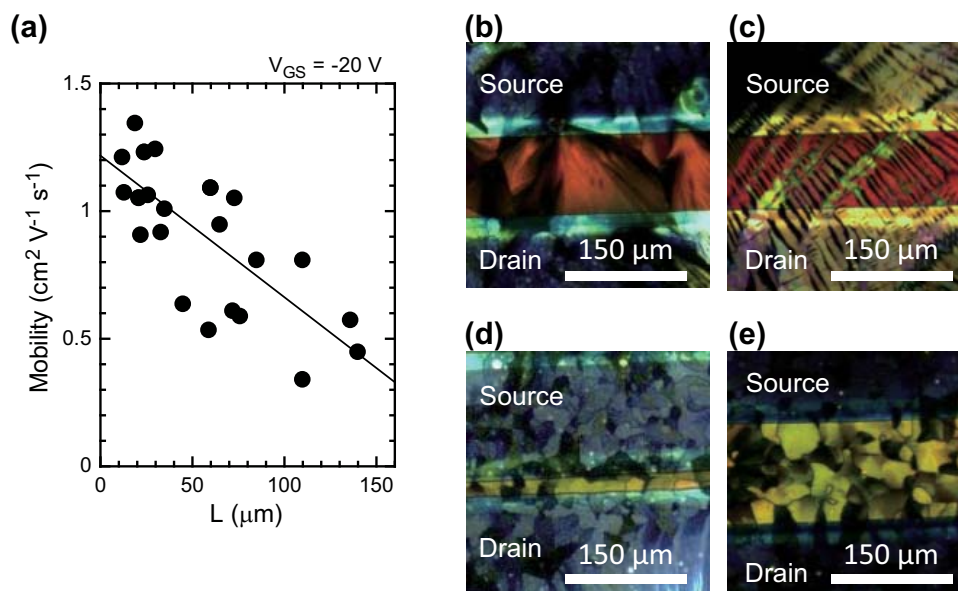 (a)
V_GS = -20 V
1.5
1
0.5
0
0 50 100 150
Mobility (cm² V⁻¹ s⁻¹)
L (μm)
(b)
Source
Drain
150 μm
(c)
Source
Drain
150 μm
(d)
Source
Drain
150 μm
(e)
Source
Drain
150 μm